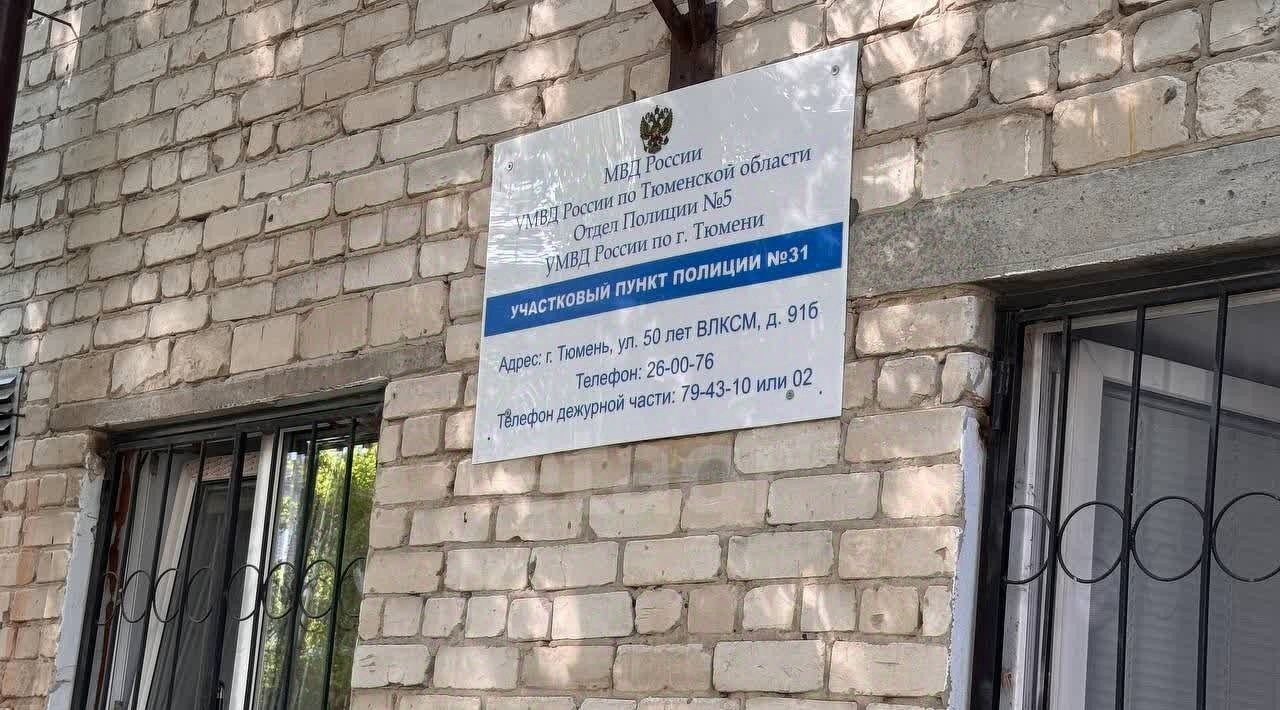 МВД России
УМВД России по Тюменской области
Отдел Полиции №5
УМВД России по г. Тюмени
УЧАСТКОВЫЙ ПУНКТ ПОЛИЦИИ №31
Адрес: г. Тюмень, ул. 50 лет ВЛКСМ, д. 91б
Телефон: 26-00-76
Телефон дежурной части: 79-43-10 или 02